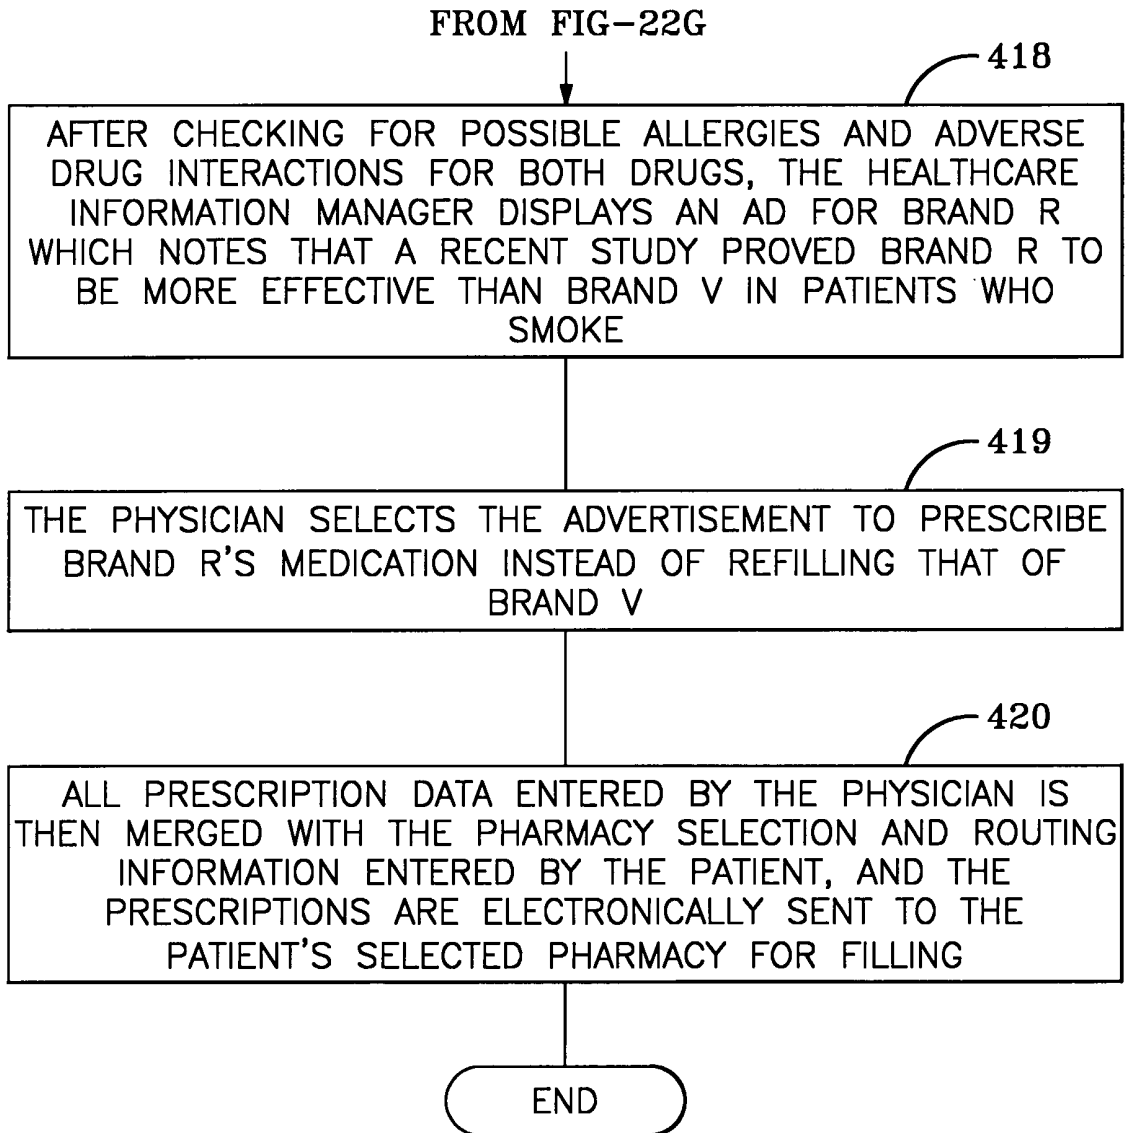 FROM FIG-22G
418
AFTER CHECKING FOR POSSIBLE ALLERGIES AND ADVERSE
DRUG INTERACTIONS FOR BOTH DRUGS, THE HEALTHCARE
INFORMATION MANAGER DISPLAYS AN AD FOR BRAND R
WHICH NOTES THAT A RECENT STUDY PROVED BRAND R TO
BE MORE EFFECTIVE THAN BRAND V IN PATIENTS WHO
SMOKE
419
THE PHYSICIAN SELECTS THE ADVERTISEMENT TO PRESCRIBE
BRAND R'S MEDICATION INSTEAD OF REFILLING THAT OF
BRAND V
420
ALL PRESCRIPTION DATA ENTERED BY THE PHYSICIAN IS
THEN MERGED WITH THE PHARMACY SELECTION AND ROUTING
INFORMATION ENTERED BY THE PATIENT, AND THE
PRESCRIPTIONS ARE ELECTRONICALLY SENT TO THE
PATIENT'S SELECTED PHARMACY FOR FILLING
END